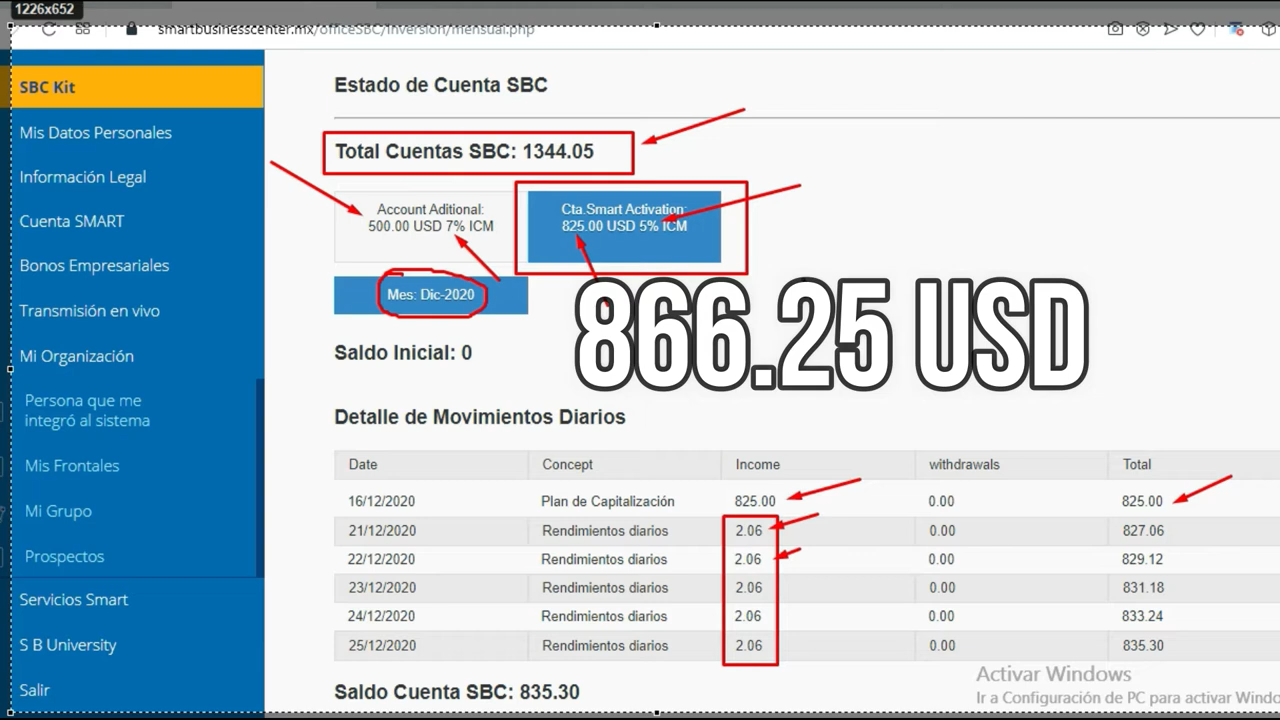 1226x652
smartbusinesscenter.mx/officeSBC/Inversion/mensual.php
SBC Kit
Mis Datos Personales
Información Legal
Cuenta SMART
Bonos Empresariales
Transmisión en vivo
Mi Organización
Persona que me
integró al sistema
Mis Frontales
Mi Grupo
Prospectos
Servicios Smart
S B University
Salir
Estado de Cuenta SBC
Total Cuentas SBC: 1344.05
Account Aditional:
500.00 USD 7% ICM
Cta.Smart Activation:
825.00 USD 5% ICM
Mes: Dic-2020
866.25 USD
Saldo Inicial: 0
Detalle de Movimientos Diarios
Date Concept Income withdrawals Total
16/12/2020 Plan de Capitalización 825.00 0.00 825.00
21/12/2020 Rendimientos diarios 2.06 0.00 827.06
22/12/2020 Rendimientos diarios 2.06 0.00 829.12
23/12/2020 Rendimientos diarios 2.06 0.00 831.18
24/12/2020 Rendimientos diarios 2.06 0.00 833.24
25/12/2020 Rendimientos diarios 2.06 0.00 835.30
Saldo Cuenta SBC: 835.30
Activar Windows
Ir a Configuración de PC para activar Wind